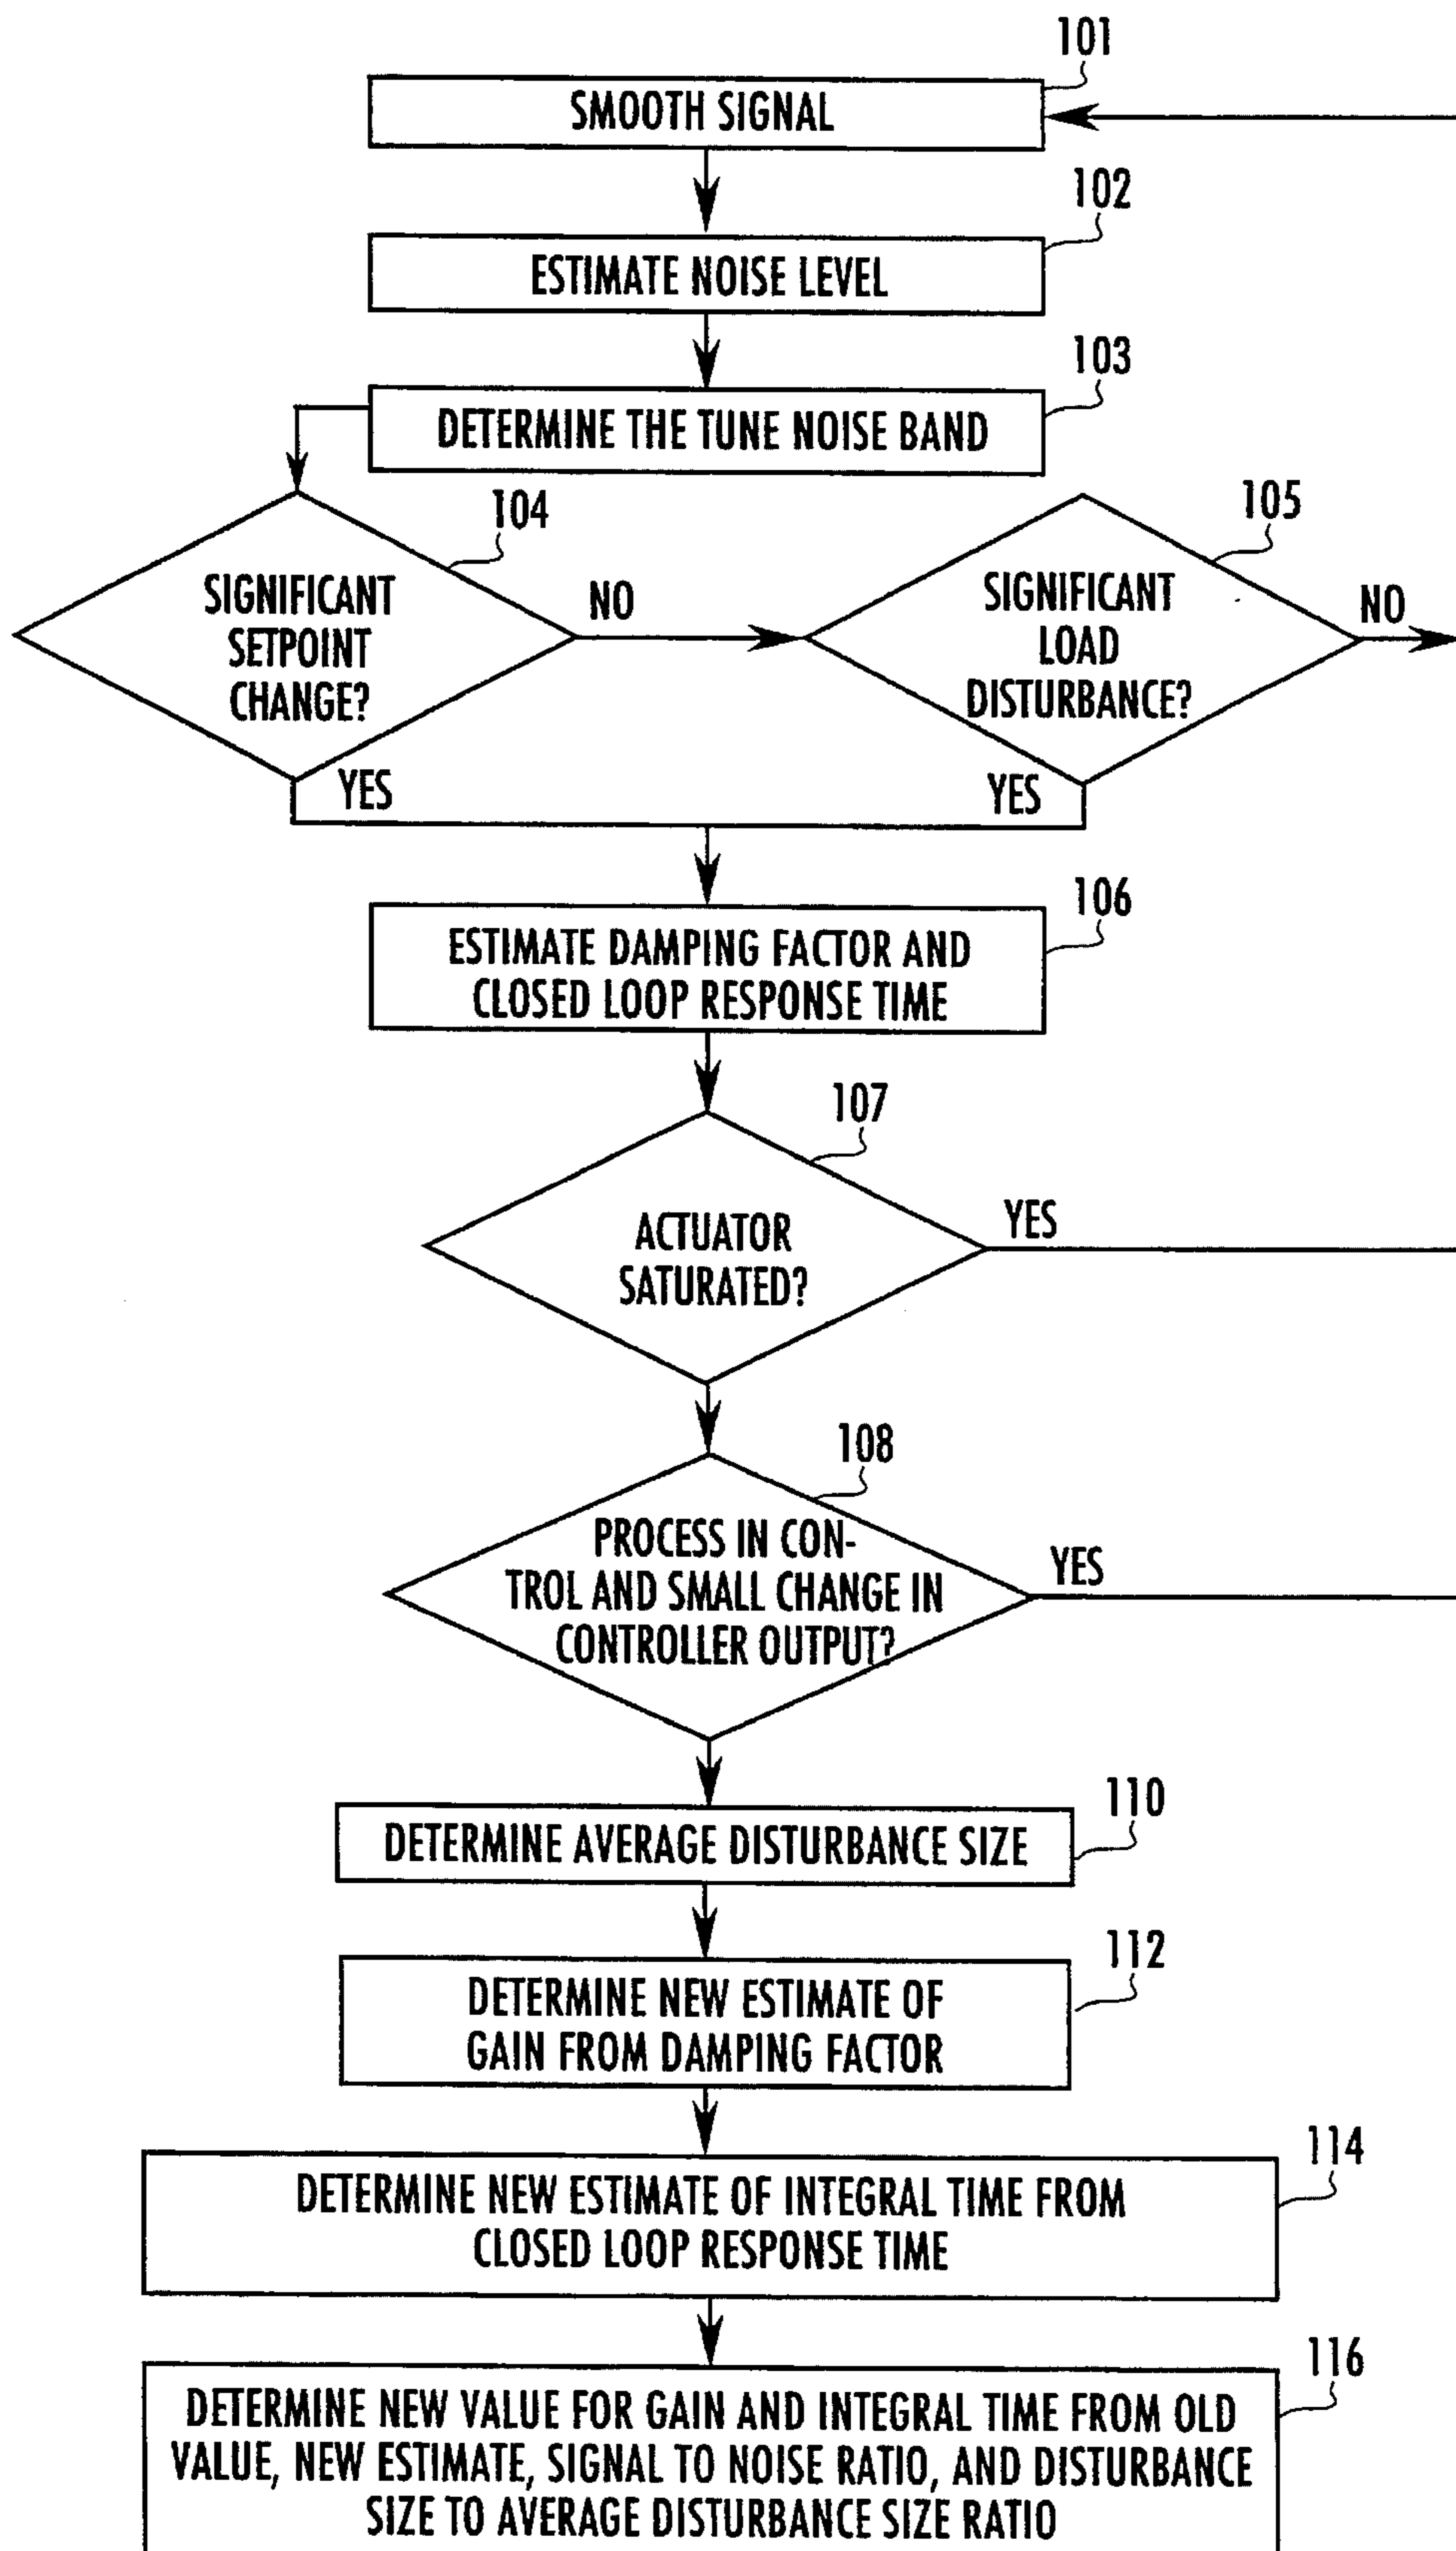 101
SMOOTH SIGNAL
102
ESTIMATE NOISE LEVEL
103
DETERMINE THE TUNE NOISE BAND
104
SIGNIFICANT
SETPOINT
CHANGE?
NO
YES
105
SIGNIFICANT
LOAD
DISTURBANCE?
NO
YES
106
ESTIMATE DAMPING FACTOR AND
CLOSED LOOP RESPONSE TIME
107
ACTUATOR
SATURATED?
YES
108
PROCESS IN CON-
TROL AND SMALL CHANGE IN
CONTROLLER OUTPUT?
YES
110
DETERMINE AVERAGE DISTURBANCE SIZE
112
DETERMINE NEW ESTIMATE OF
GAIN FROM DAMPING FACTOR
114
DETERMINE NEW ESTIMATE OF INTEGRAL TIME FROM
CLOSED LOOP RESPONSE TIME
116
DETERMINE NEW VALUE FOR GAIN AND INTEGRAL TIME FROM OLD
VALUE, NEW ESTIMATE, SIGNAL TO NOISE RATIO, AND DISTURBANCE
SIZE TO AVERAGE DISTURBANCE SIZE RATIO